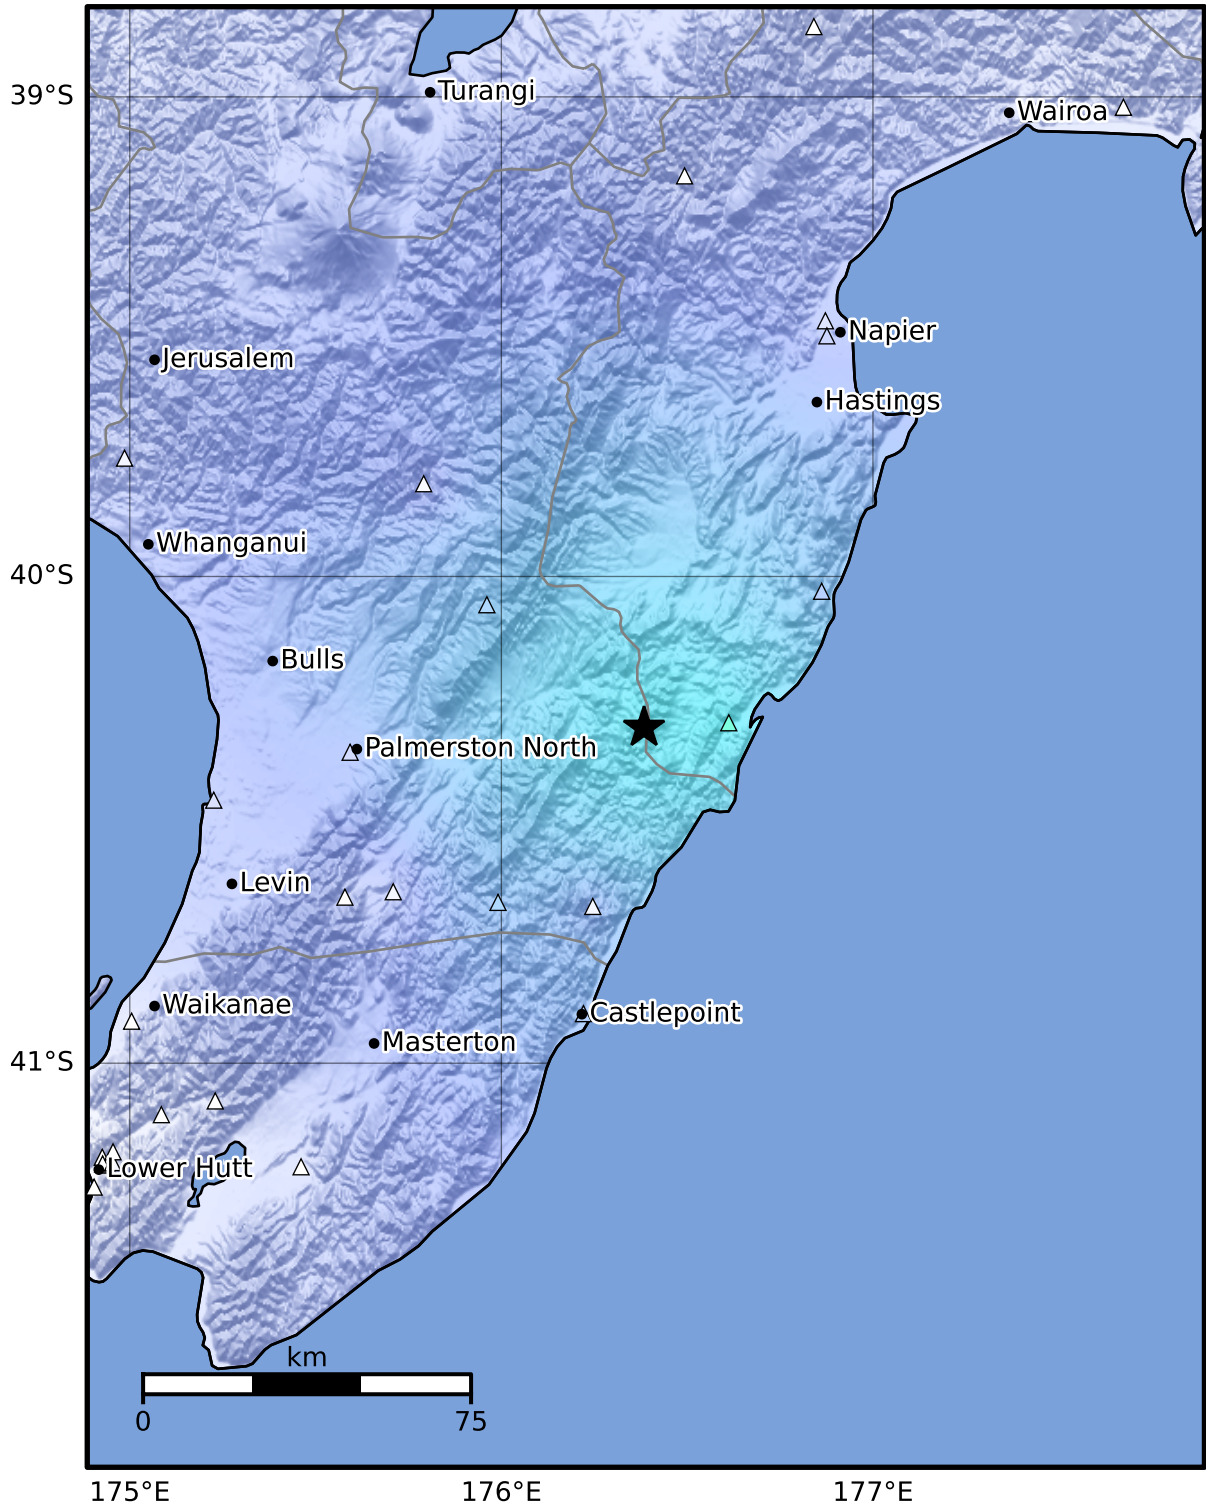 Turangi
39°S
Wairoa
Napier
Jerusalem
Hastings
Whanganui
40°S
Bulls
Palmerston North
Levin
Waikanae
Castlepoint
Masterton
41°S
Lower Hutt
km
0 75
175°E 176°E 177°E